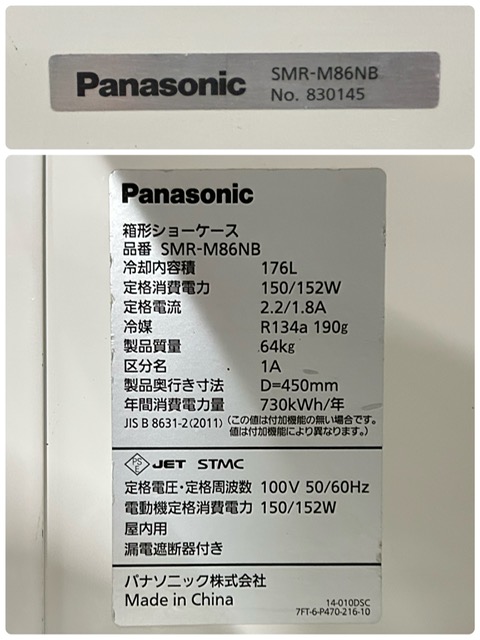 Panasonic SMR-M86NB
No. 830145
Panasonic
箱形ショーケース
品番 SMR-M86NB
冷却内容積 176L
定格消費電力 150/152W
定格電流 2.2/1.8A
冷媒 R134a 190g
製品質量 64kg
区分名 1A
製品奥行き寸法 D=450mm
年間消費電力量 730kWh/年
JIS B 8631-2(2011) (この値は付加機能の無い場合です。
値は付加機能により異なります。)
PS E JET STMC
定格電圧・定格周波数 100V 50/60Hz
電動機定格消費電力 150/152W
屋内用
漏電遮断器付き
パナソニック株式会社
Made in China
14-010DSC
7FT-6-P470-216-10